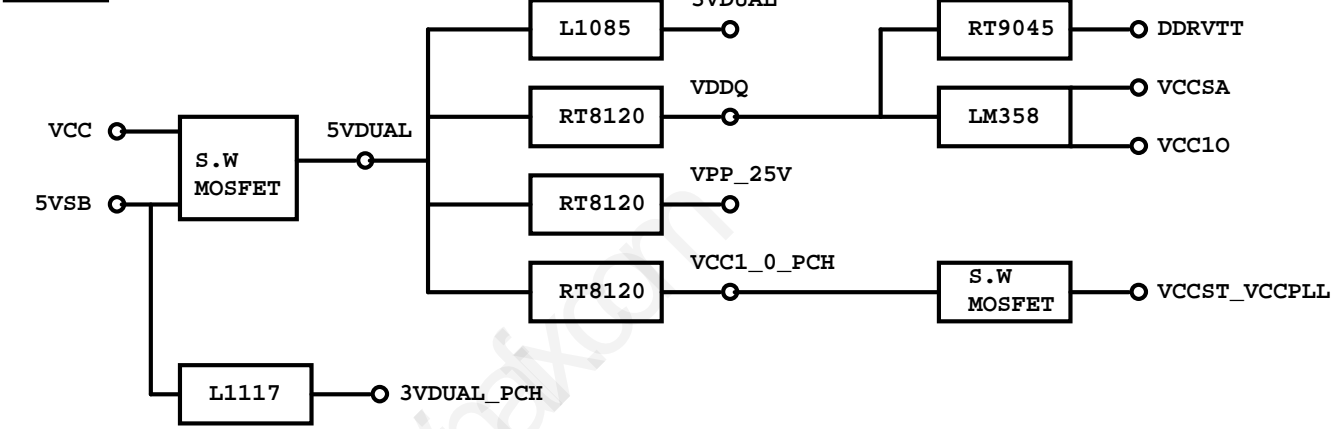 3VDUAL
L1085
RT9045
DDRVTT
VDDQ
VCCSA
RT8120
LM358
VCC
5VDUAL
VCC1O
S.W
MOSFET
VPP_25V
5VSB
RT8120
VCC1_0_PCH
RT8120
S.W
MOSFET
VCCST_VCCPLL
L1117
3VDUAL_PCH